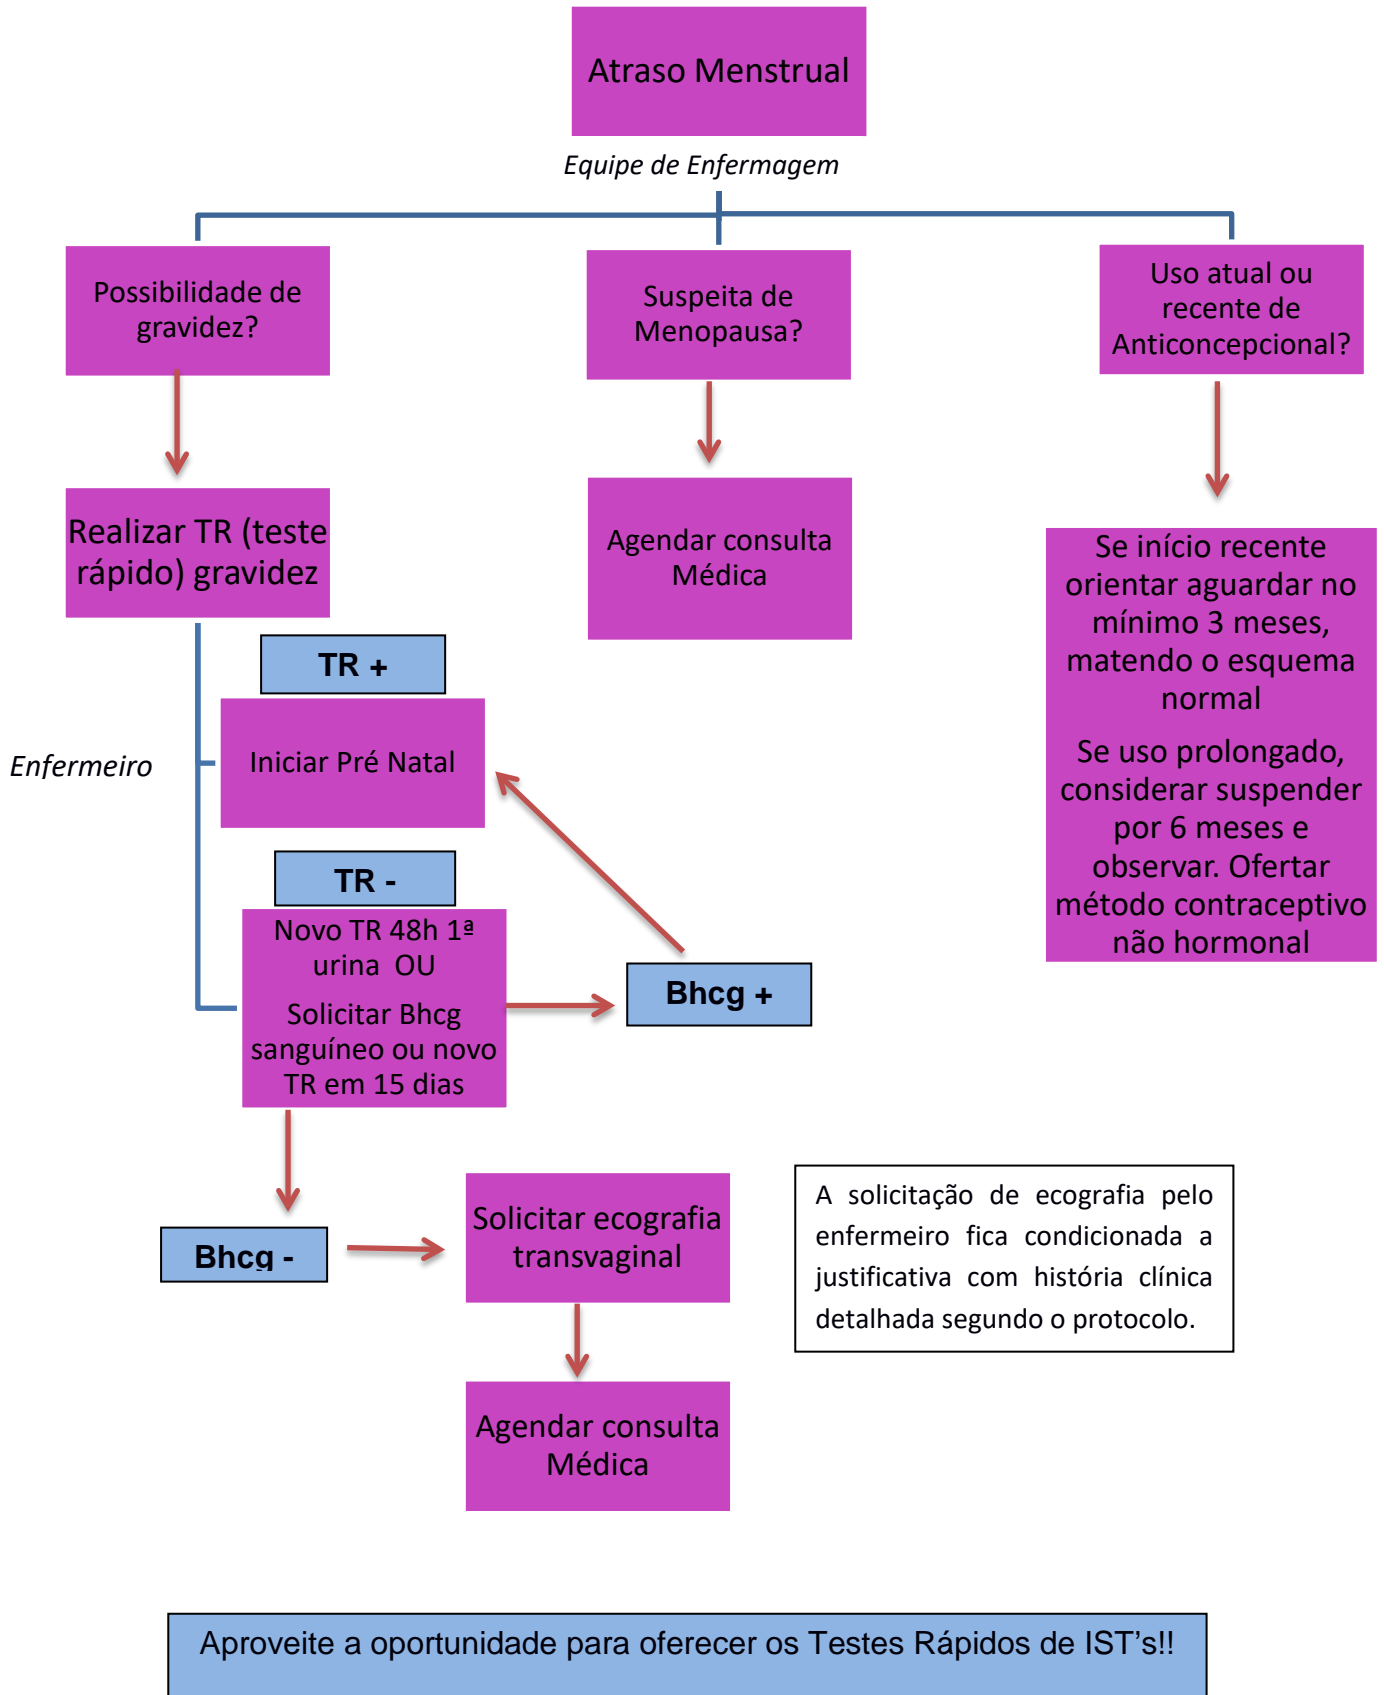 Atraso Menstrual
Equipe de Enfermagem
Possibilidade de
gravidez?
Suspeita de
Menopausa?
Uso atual ou
recente de
Anticoncepcional?
Realizar TR (teste
rápido) gravidez
Agendar consulta
Médica
Se início recente
orientar aguardar no
mínimo 3 meses,
matendo o esquema
normal
Se uso prolongado,
considerar suspender
por 6 meses e
observar. Ofertar
método contraceptivo
não hormonal
TR +
Iniciar Pré Natal
Enfermeiro
TR -
Novo TR 48h 1ª
urina OU
Solicitar Bhcg
sanguíneo ou novo
TR em 15 dias
Bhcg +
Bhcg -
Solicitar ecografia
transvaginal
A solicitação de ecografia pelo
enfermeiro fica condicionada a
justificativa com história clínica
detalhada segundo o protocolo.
Agendar consulta
Médica
Aproveite a oportunidade para oferecer os Testes Rápidos de IST’s!!